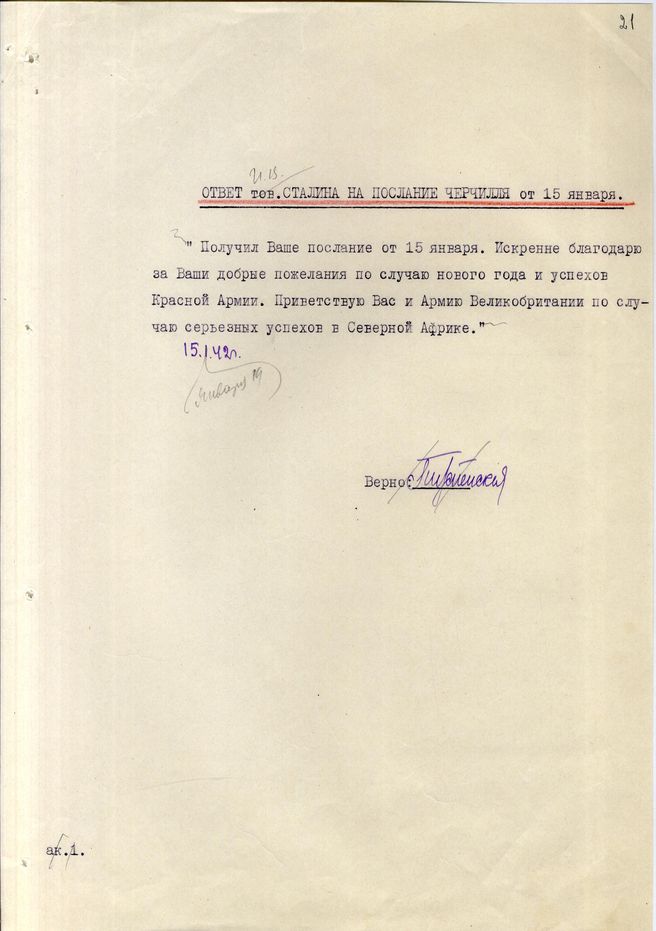 21
И.В.
ОТВЕТ тов. СТАЛИНА НА ПОСЛАНИЕ ЧЕРЧИЛЛЯ от 15 января.
" Получил Ваше послание от 15 января. Искренне благодарю
за Ваши добрые пожелания по случаю нового года и успехов
Красной Армии. Приветствую Вас и Армию Великобритании по слу-
чаю серьезных успехов в Северной Африке."
15.1.42г.
января 19
Верно:
ак.1.